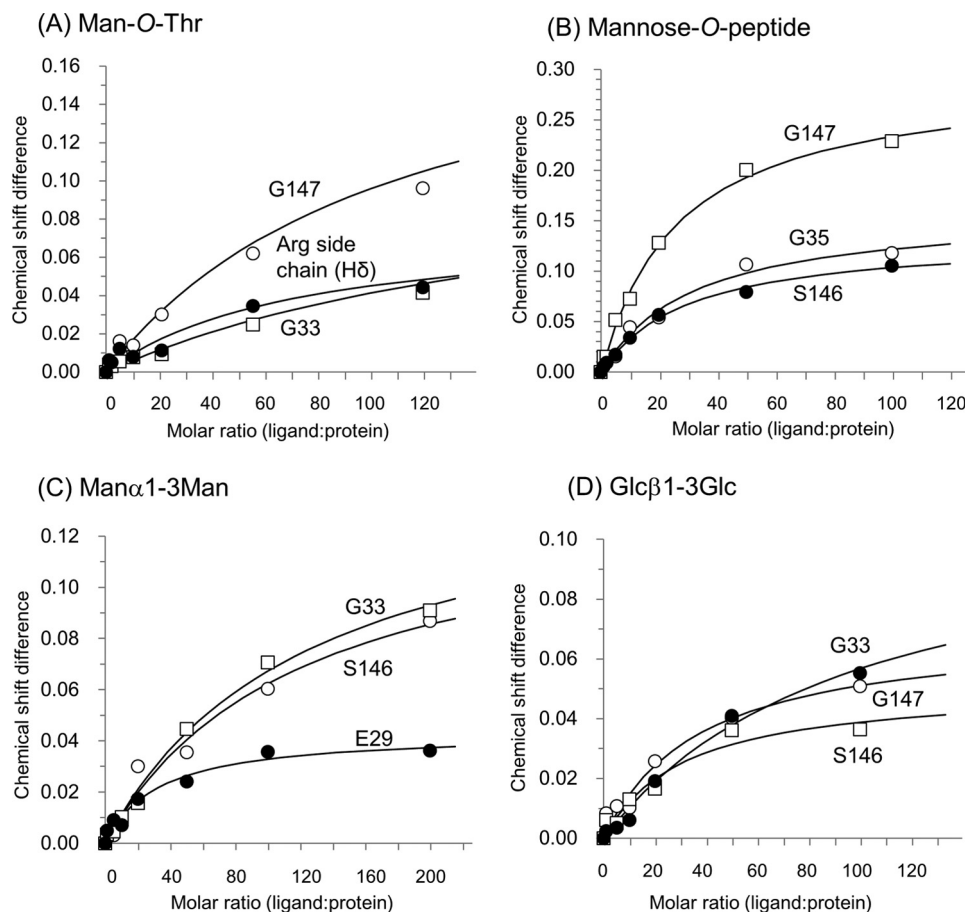 (A) Man-O-Thr
0.16
0.14
0.12
0.10
0.08
0.06
0.04
0.02
0.00
Chemical shift difference
G147
Arg side
chain (Hδ)
G33
0 20 40 60 80 100 120
Molar ratio (ligand:protein)
(B) Mannose-O-peptide
0.30
0.25
0.20
0.15
0.10
0.05
0.00
Chemical shift difference
G147
G35
S146
0 20 40 60 80 100 120
Molar ratio (ligand:protein)
(C) Manα1-3Man
0.12
0.10
0.08
0.06
0.04
0.02
0.00
Chemical shift difference
G33
S146
E29
0 40 80 120 160 200
Molar ratio (ligand:protein)
(D) Glcβ1-3Glc
0.10
0.08
0.06
0.04
0.02
0.00
Chemical shift difference
G33
G147
S146
0 20 40 60 80 100 120
Molar ratio (ligand:protein)